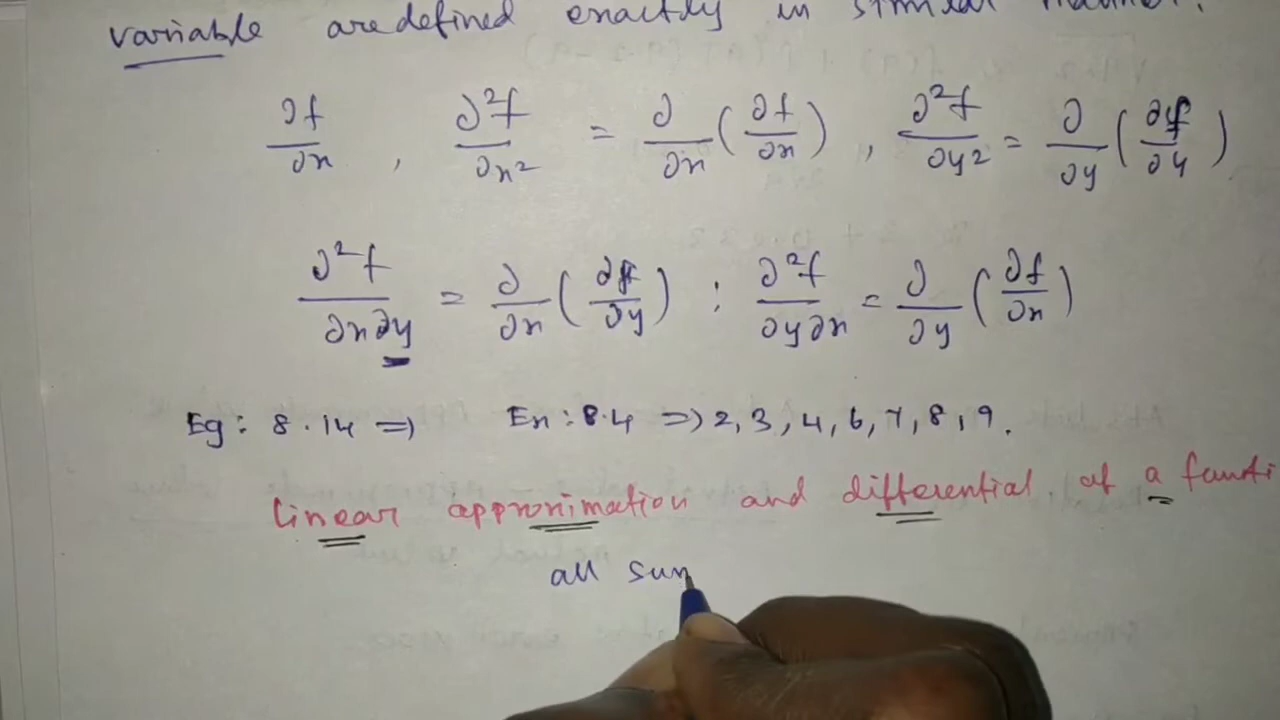 variable are defined exactly in similar manner.
∂f/∂x , ∂²f/∂x² = ∂/∂x (∂f/∂x) , ∂²f/∂y² = ∂/∂y (∂f/∂y)
∂²f/∂x∂y = ∂/∂x (∂f/∂y) ; ∂²f/∂y∂x = ∂/∂y (∂f/∂x)
Eg: 8.14 => Ex: 8.4 => 2, 3, 4, 6, 7, 8, 9.
Linear approximation and differential of a functi
all sum